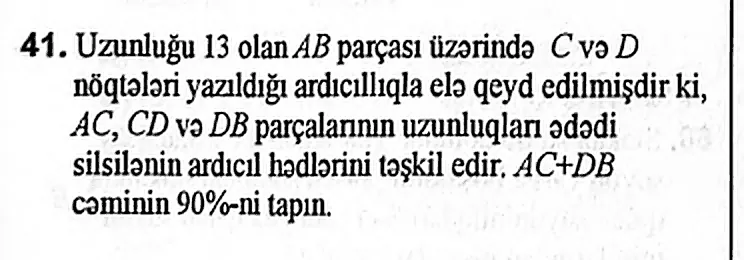 41. Uzunluğu 13 olan AB parçası üzərində C və D
nöqtələri yazıldığı ardıcıllıqla elə qeyd edilmişdir ki,
AC, CD və DB parçalarının uzunluqları ədədi
silsilənin ardıcıl hədlərini təşkil edir. AC+DB
cəminin 90%-ni tapın.